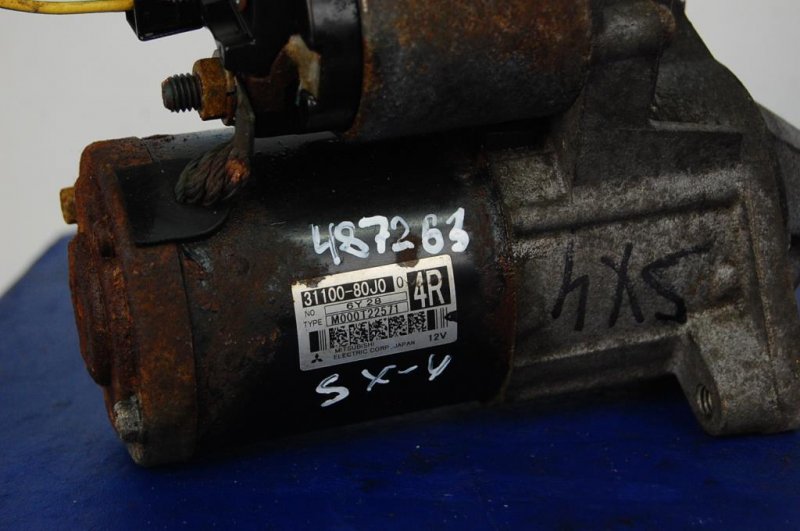 487263
31100-80J0 0 4R
NO 6Y 28
TYPE M000T22571
MITSUBISHI
ELECTRIC CORP. JAPAN 12V
SX-4
SX4